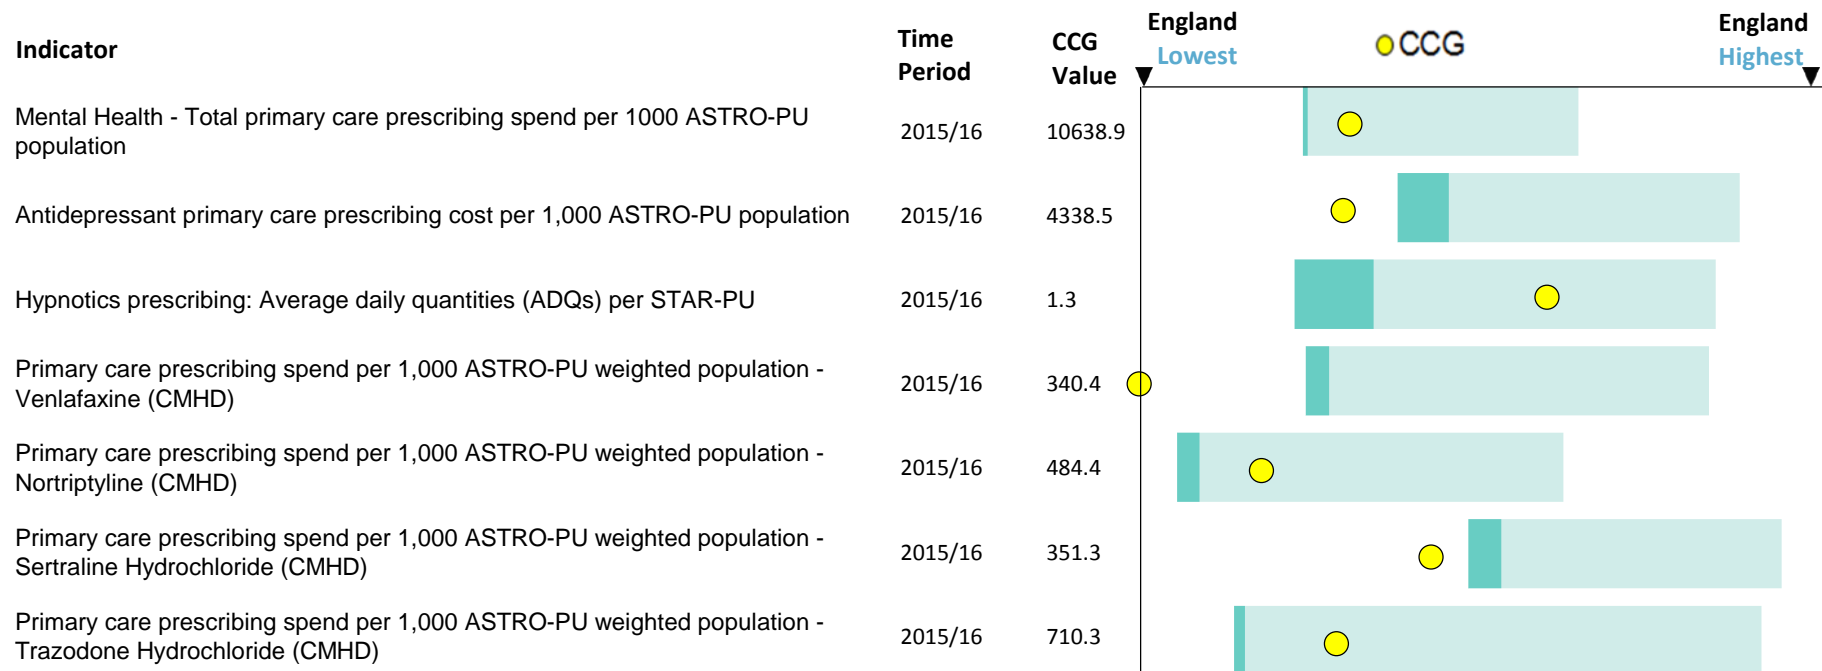 Indicator
Time
Period
CCG
Value
England
Lowest
CCG
England
Highest
Mental Health - Total primary care prescribing spend per 1000 ASTRO-PU
population
2015/16
10638.9
Antidepressant primary care prescribing cost per 1,000 ASTRO-PU population
2015/16
4338.5
Hypnotics prescribing: Average daily quantities (ADQs) per STAR-PU
2015/16
1.3
Primary care prescribing spend per 1,000 ASTRO-PU weighted population -
Venlafaxine (CMHD)
2015/16
340.4
Primary care prescribing spend per 1,000 ASTRO-PU weighted population -
Nortriptyline (CMHD)
2015/16
484.4
Primary care prescribing spend per 1,000 ASTRO-PU weighted population -
Sertraline Hydrochloride (CMHD)
2015/16
351.3
Primary care prescribing spend per 1,000 ASTRO-PU weighted population -
Trazodone Hydrochloride (CMHD)
2015/16
710.3